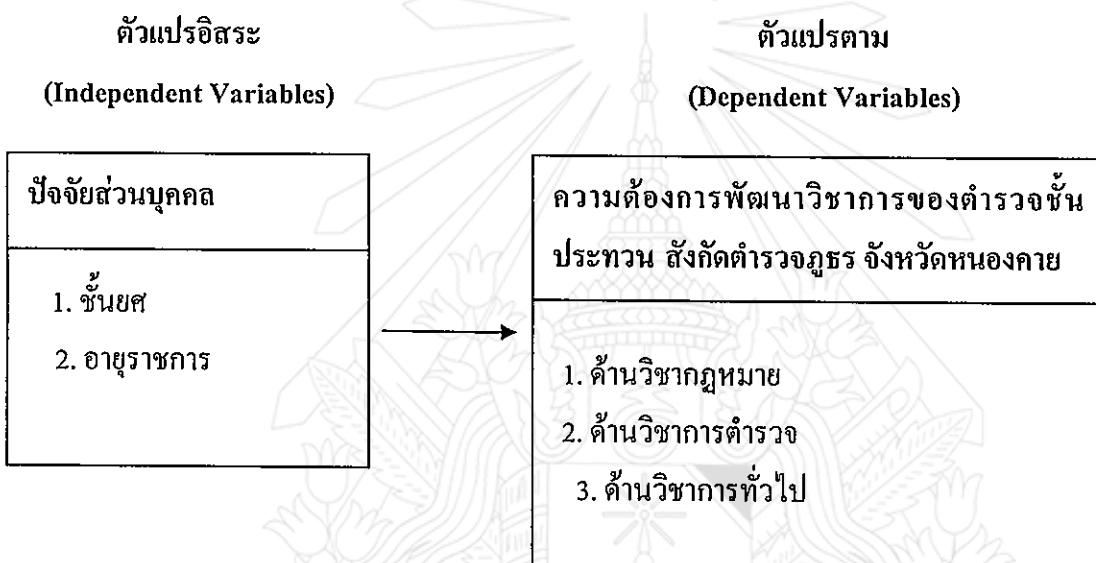 ตัวแปรอิสระ
(Independent Variables)
ปัจจัยส่วนบุคคล
1. ชั้นยศ
2. อายุราชการ
ตัวแปรตาม
(Dependent Variables)
ความต้องการพัฒนาวิชาการของตำรวจชั้น
ประทวน สังกัดตำรวจภูธร จังหวัดหนองคาย
1. ด้านวิชากฎหมาย
2. ด้านวิชาการตำรวจ
3. ด้านวิชาการทั่วไป